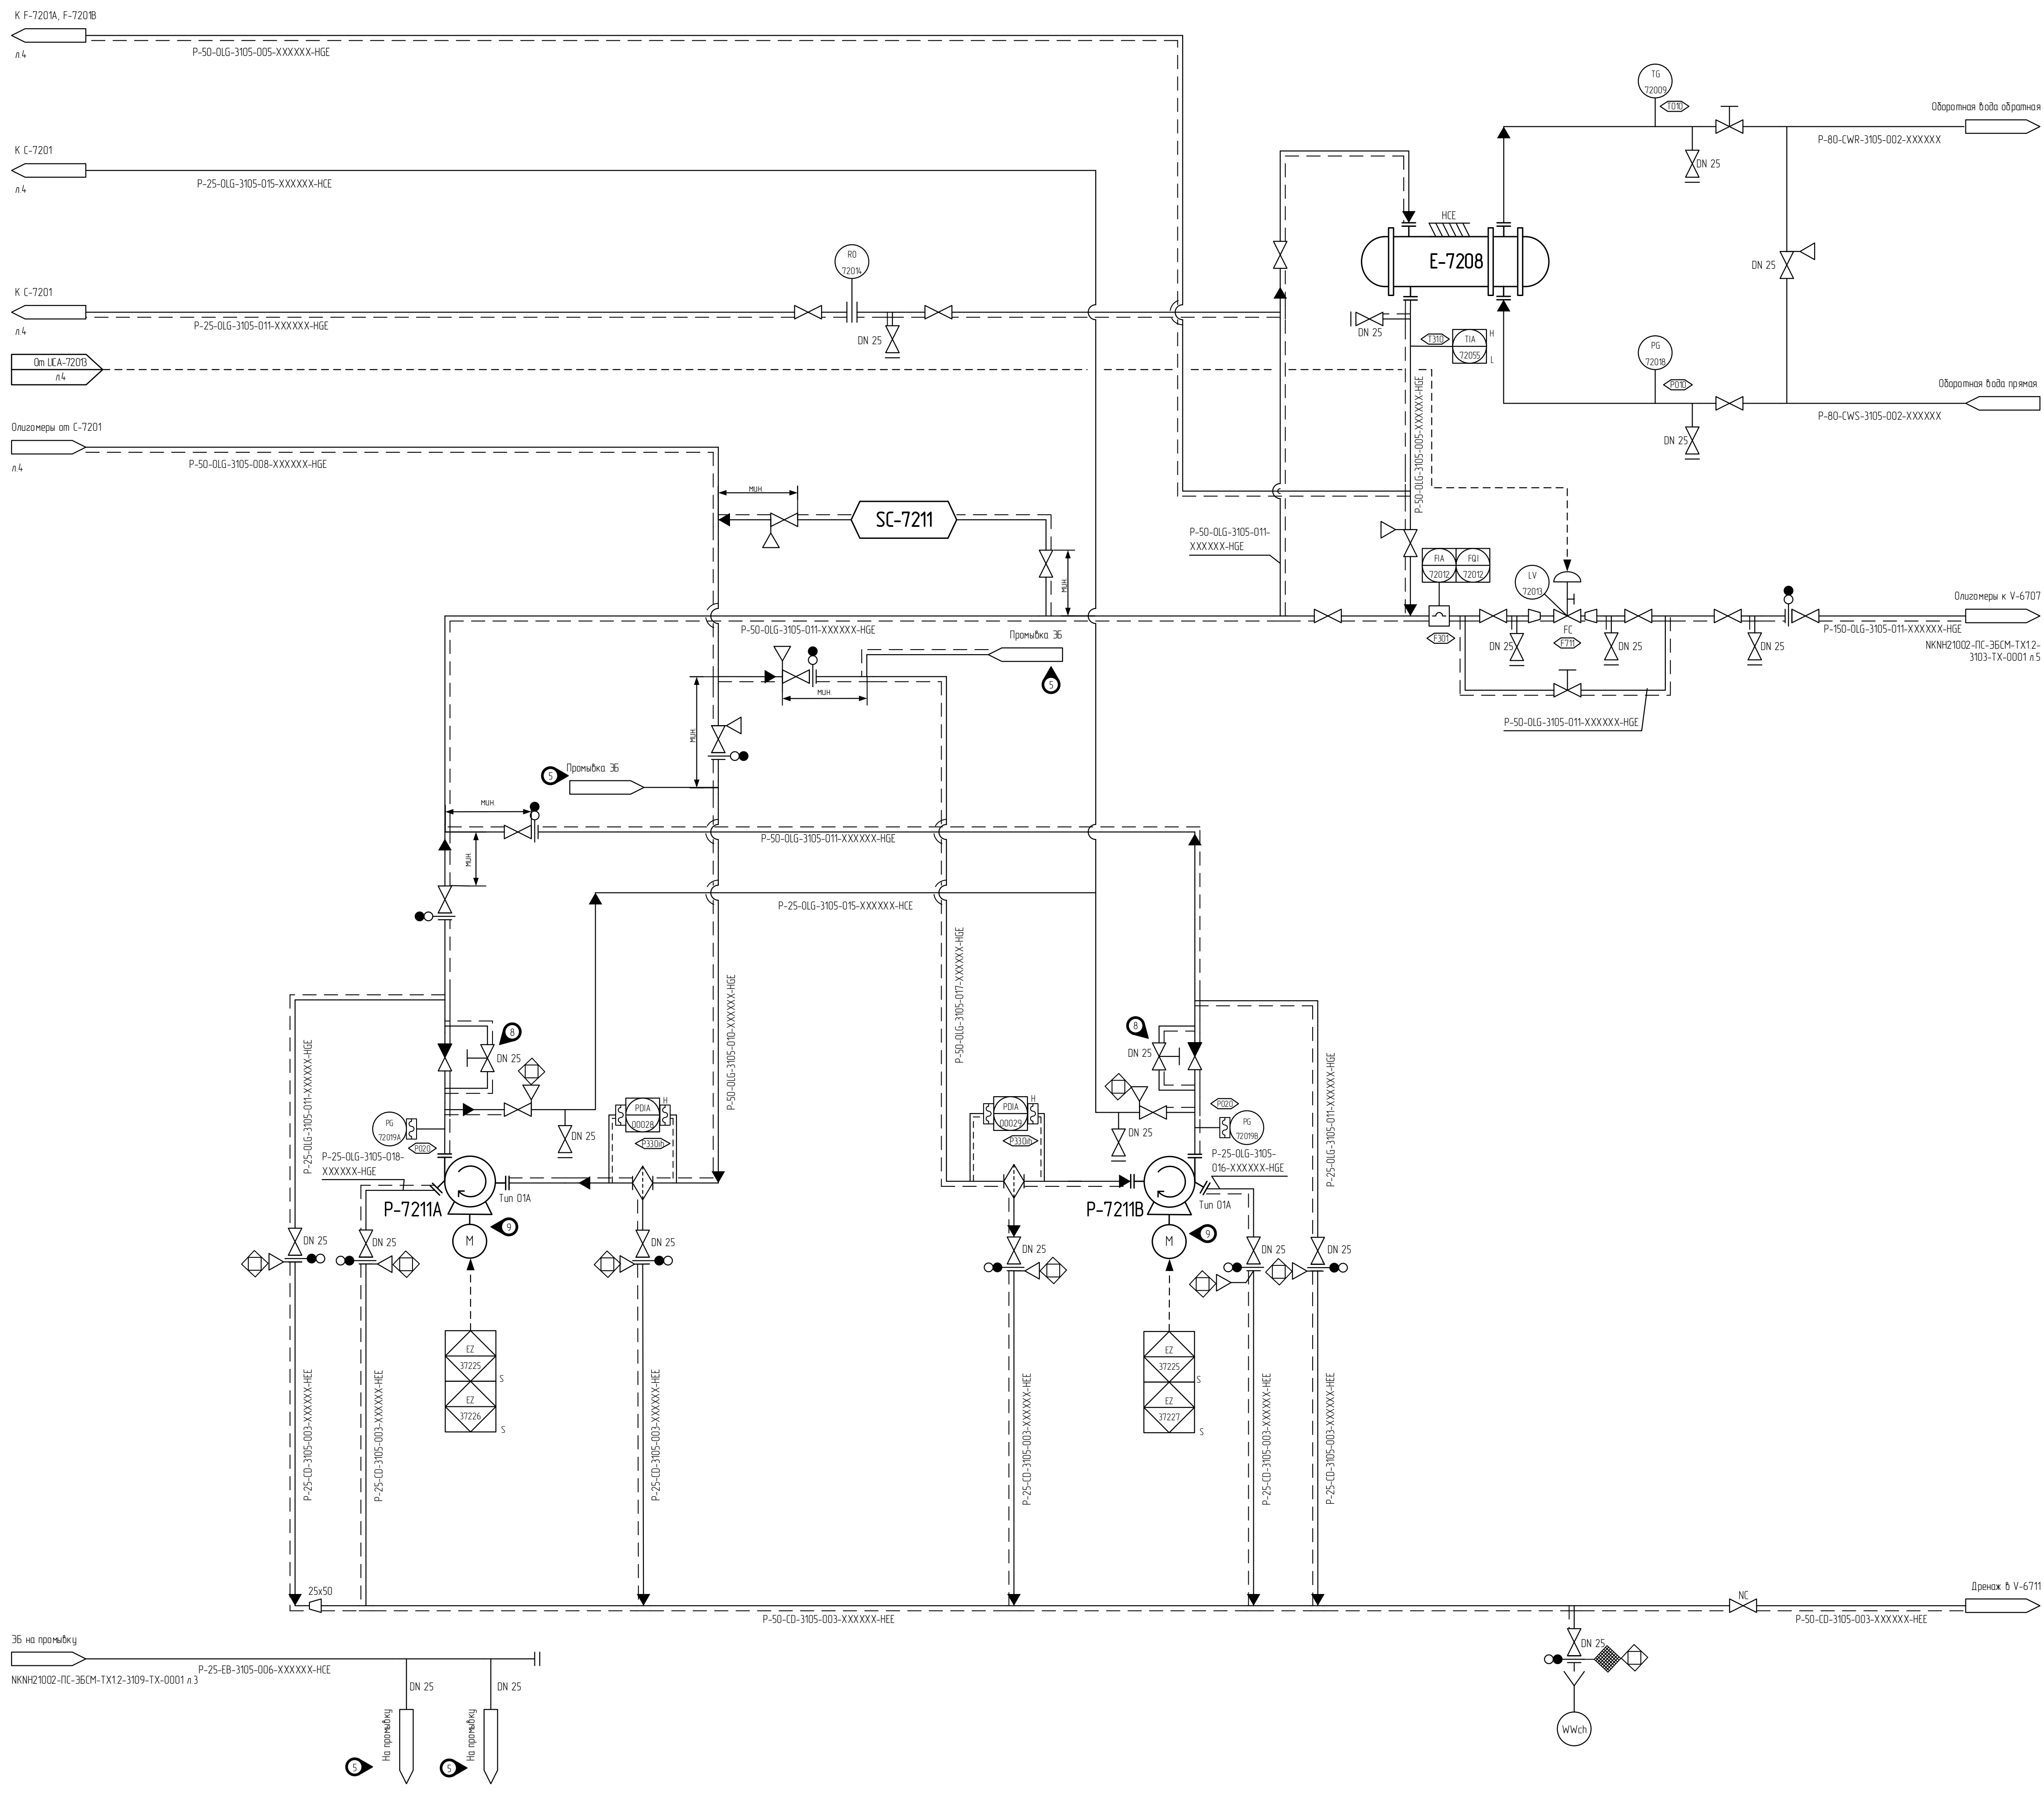 К F-7201A, F-7201B
л.4
P-50-OLG-3105-005-XXXXXX-HGE
TG
72009
T010
Оборотная вода обратная
P-80-CWR-3105-002-XXXXXX
DN 25
К С-7201
л.4
P-25-OLG-3105-015-XXXXXX-HCE
HCE
E-7208
RO
72014
DN 25
К С-7201
л.4
P-25-OLG-3105-011-XXXXXX-HGE
DN 25
DN 25
T310
TIA
72055
H
L
PG
72018
P010
От LICA-72013
л.4
Оборотная вода прямая
P-80-CWS-3105-002-XXXXXX
DN 25
P-50-OLG-3105-005-XXXXXX-HGE
Олигомеры от С-7201
л.4
P-50-OLG-3105-008-XXXXXX-HGE
мин.
SC-7211
мин.
P-50-OLG-3105-011-
XXXXXX-HGE
FIA
72012
FQI
72012
F301
LV
72013
FC
F711
DN 25
DN 25
DN 25
Олигомеры к V-6707
P-150-OLG-3105-011-XXXXXX-HGE
NKNH21002-ПС-ЭБСМ-ТХ1.2-
3103-ТХ-0001 л.5
P-50-OLG-3105-011-XXXXXX-HGE
P-50-OLG-3105-011-XXXXXX-HGE
Промывка ЭБ
5
мин.
мин.
5
Промывка ЭБ
мин.
мин.
P-50-OLG-3105-011-XXXXXX-HGE
P-25-OLG-3105-015-XXXXXX-HCE
P-25-OLG-3105-011-XXXXXX-HGE
8
DN 25
PG
72019A
P020
DN 25
PDIA
00028
H
P330/b
P-50-OLG-3105-010-XXXXXX-HGE
P-50-OLG-3105-017-XXXXXX-HGE
PDIA
00029
H
P330/b
8
DN 25
DN 25
P020
PG
72019B
P-25-OLG-3105-011-XXXXXX-HGE
P-25-OLG-3105-018-
XXXXXX-HGE
P-7211A
Тип 01А
9
M
P-25-OLG-3105-
016-XXXXXX-HGE
P-7211B
Тип 01А
9
M
DN 25
DN 25
DN 25
DN 25
DN 25
DN 25
EZ
37225
S
EZ
37226
S
EZ
37225
S
EZ
37227
S
P-25-CD-3105-003-XXXXXX-HEE
P-25-CD-3105-003-XXXXXX-HEE
P-25-CD-3105-003-XXXXXX-HEE
P-25-CD-3105-003-XXXXXX-HEE
P-25-CD-3105-003-XXXXXX-HEE
P-25-CD-3105-003-XXXXXX-HEE
25x50
P-50-CD-3105-003-XXXXXX-HEE
NC
Дренаж в V-6711
P-50-CD-3105-003-XXXXXX-HEE
DN 25
WWch
ЭБ на промывку
P-25-EB-3105-006-XXXXXX-HCE
NKNH21002-ПС-ЭБСМ-ТХ1.2-3109-ТХ-0001 л.3
DN 25
DN 25
На промывку
На промывку
5
5